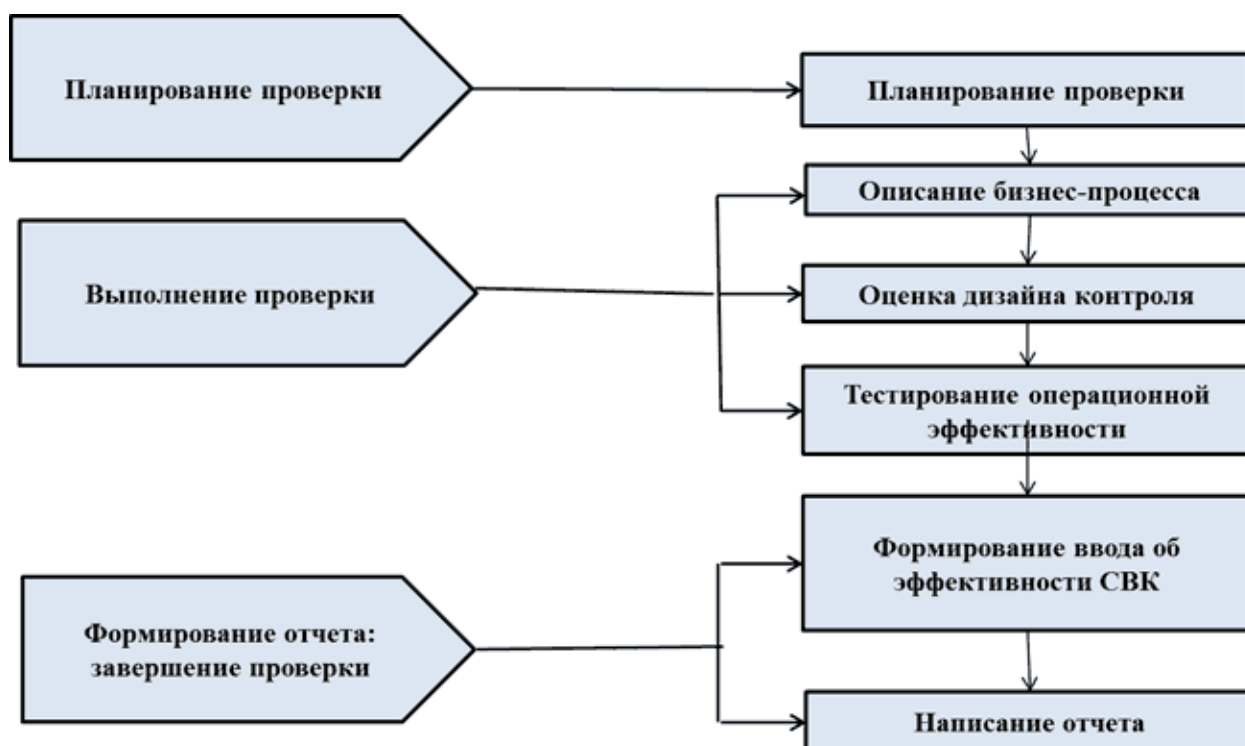 Планирование проверки
Планирование проверки
Описание бизнес-процесса
Выполнение проверки
Оценка дизайна контроля
Тестирование операционной
эффективности
Формирование ввода об
эффективности СВК
Формирование отчета:
завершение проверки
Написание отчета